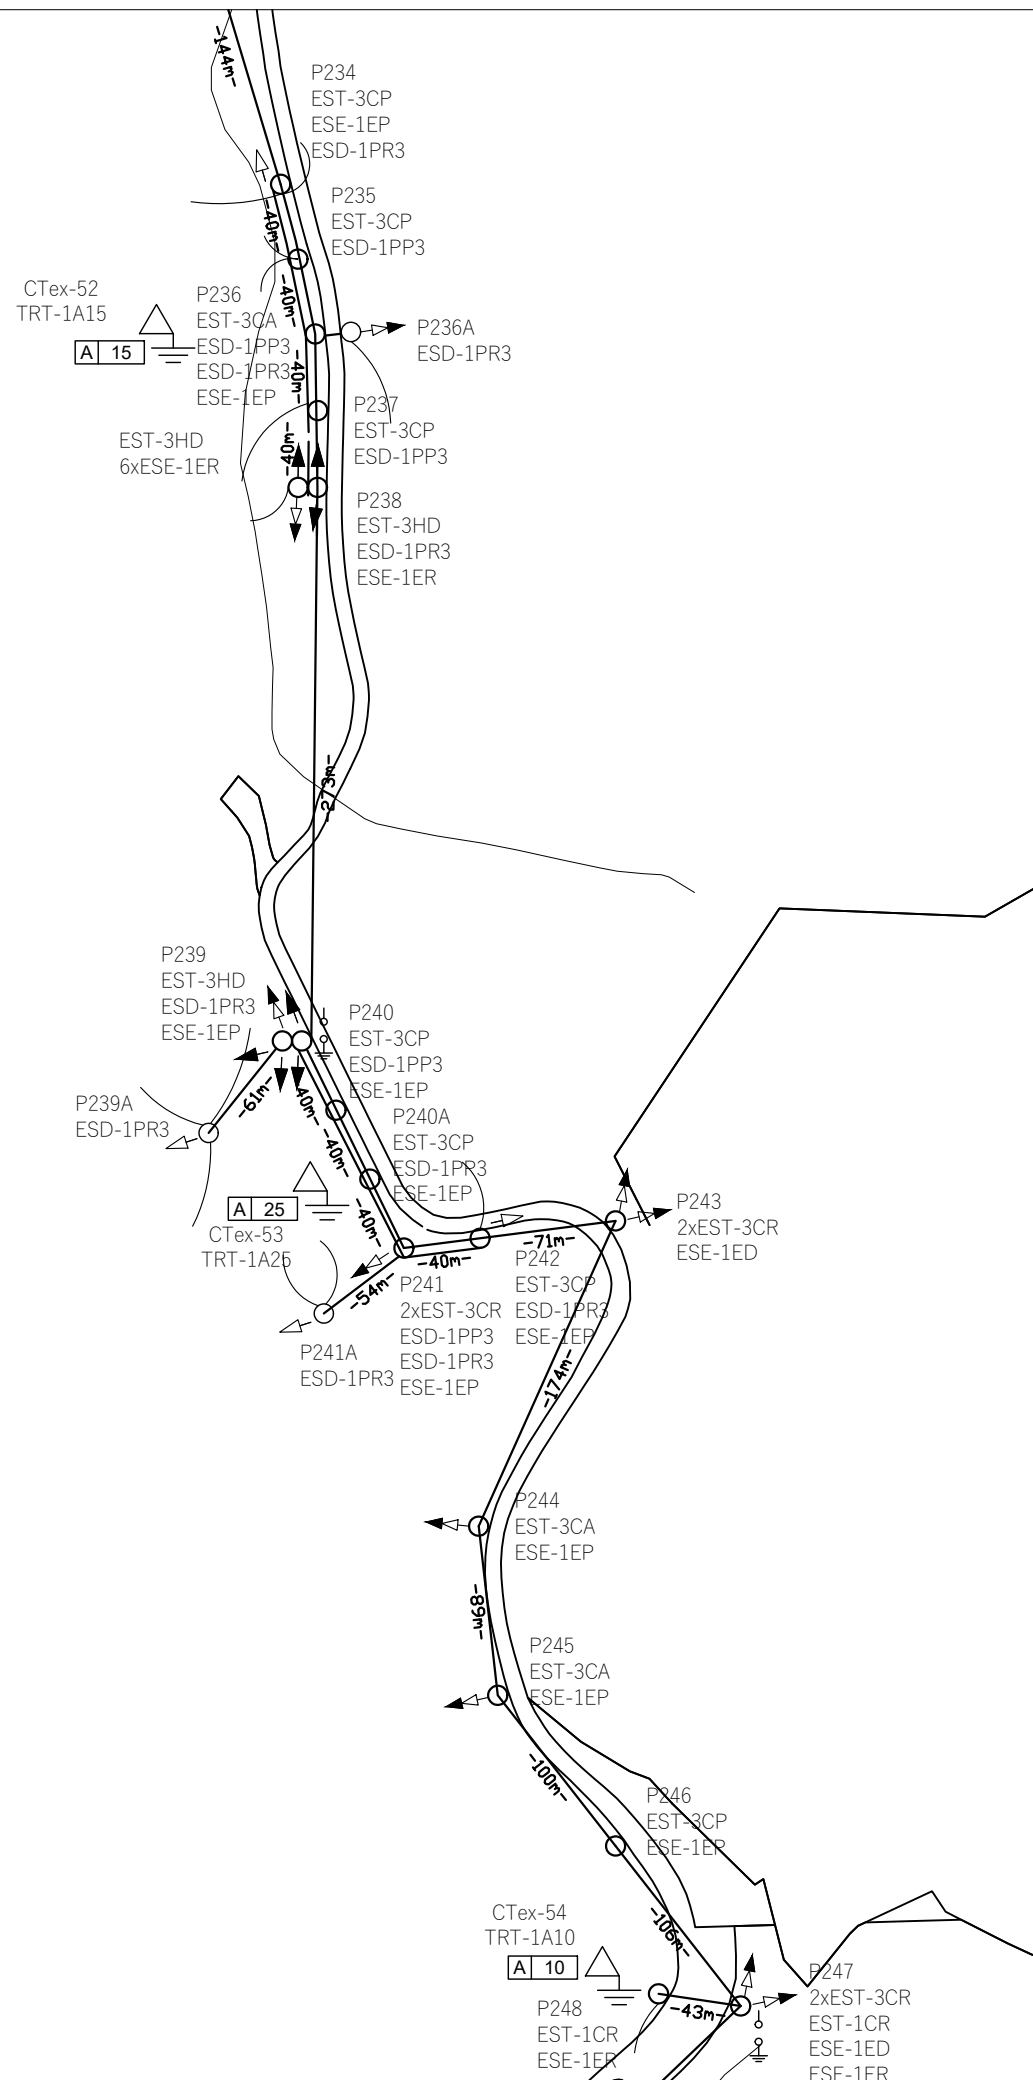 -144m-
P234
EST-3CP
ESE-1EP
ESD-1PR3
-40m-
P235
EST-3CP
ESD-1PP3
-40m-
CTex-52
TRT-1A15
A 15
P236
EST-3CA
ESD-1PP3
ESD-1PR3
ESE-1EP
P236A
ESD-1PR3
-40m-
P237
EST-3CP
ESD-1PP3
EST-3HD
6xESE-1ER
-40m-
P238
EST-3HD
ESD-1PR3
ESE-1ER
-273m-
P239
EST-3HD
ESD-1PR3
ESE-1EP
P240
EST-3CP
ESD-1PP3
ESE-1EP
-61m-
40m-
P239A
ESD-1PR3
P240A
EST-3CP
ESD-1PP3
ESE-1EP
-40m-
A 25
CTex-53
TRT-1A25
-40m-
P243
2xEST-3CR
ESE-1ED
-71m-
-40m-
-54m-
P242
EST-3CP
ESD-1PR3
ESE-1EP
P241
2xEST-3CR
ESD-1PP3
ESD-1PR3
ESE-1EP
P241A
ESD-1PR3
-174m-
P244
EST-3CA
ESE-1EP
-89m-
P245
EST-3CA
ESE-1EP
-100m-
P246
EST-3CP
ESE-1EP
CTex-54
TRT-1A10
A 10
-106m-
-43m-
P248
EST-1CR
ESE-1ER
P247
2xEST-3CR
EST-1CR
ESE-1ED
ESE-1ER